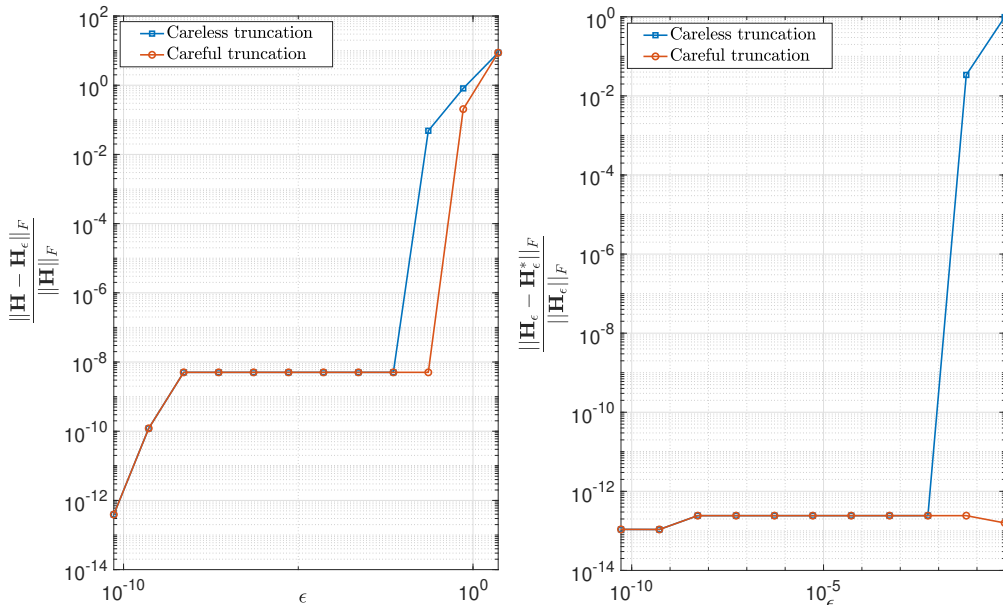 10^2
10^0
10^-2
10^-4
10^-6
10^-8
10^-10
10^-12
10^-14
||H − H_ϵ||_F
||H||_F
Careless truncation
Careful truncation
10^-10
ϵ
10^0
10^0
10^-2
10^-4
10^-6
10^-8
10^-10
10^-12
10^-14
||H_ϵ − H_ϵ^*||_F
||H_ϵ||_F
Careless truncation
Careful truncation
10^-10
10^-5
ϵ